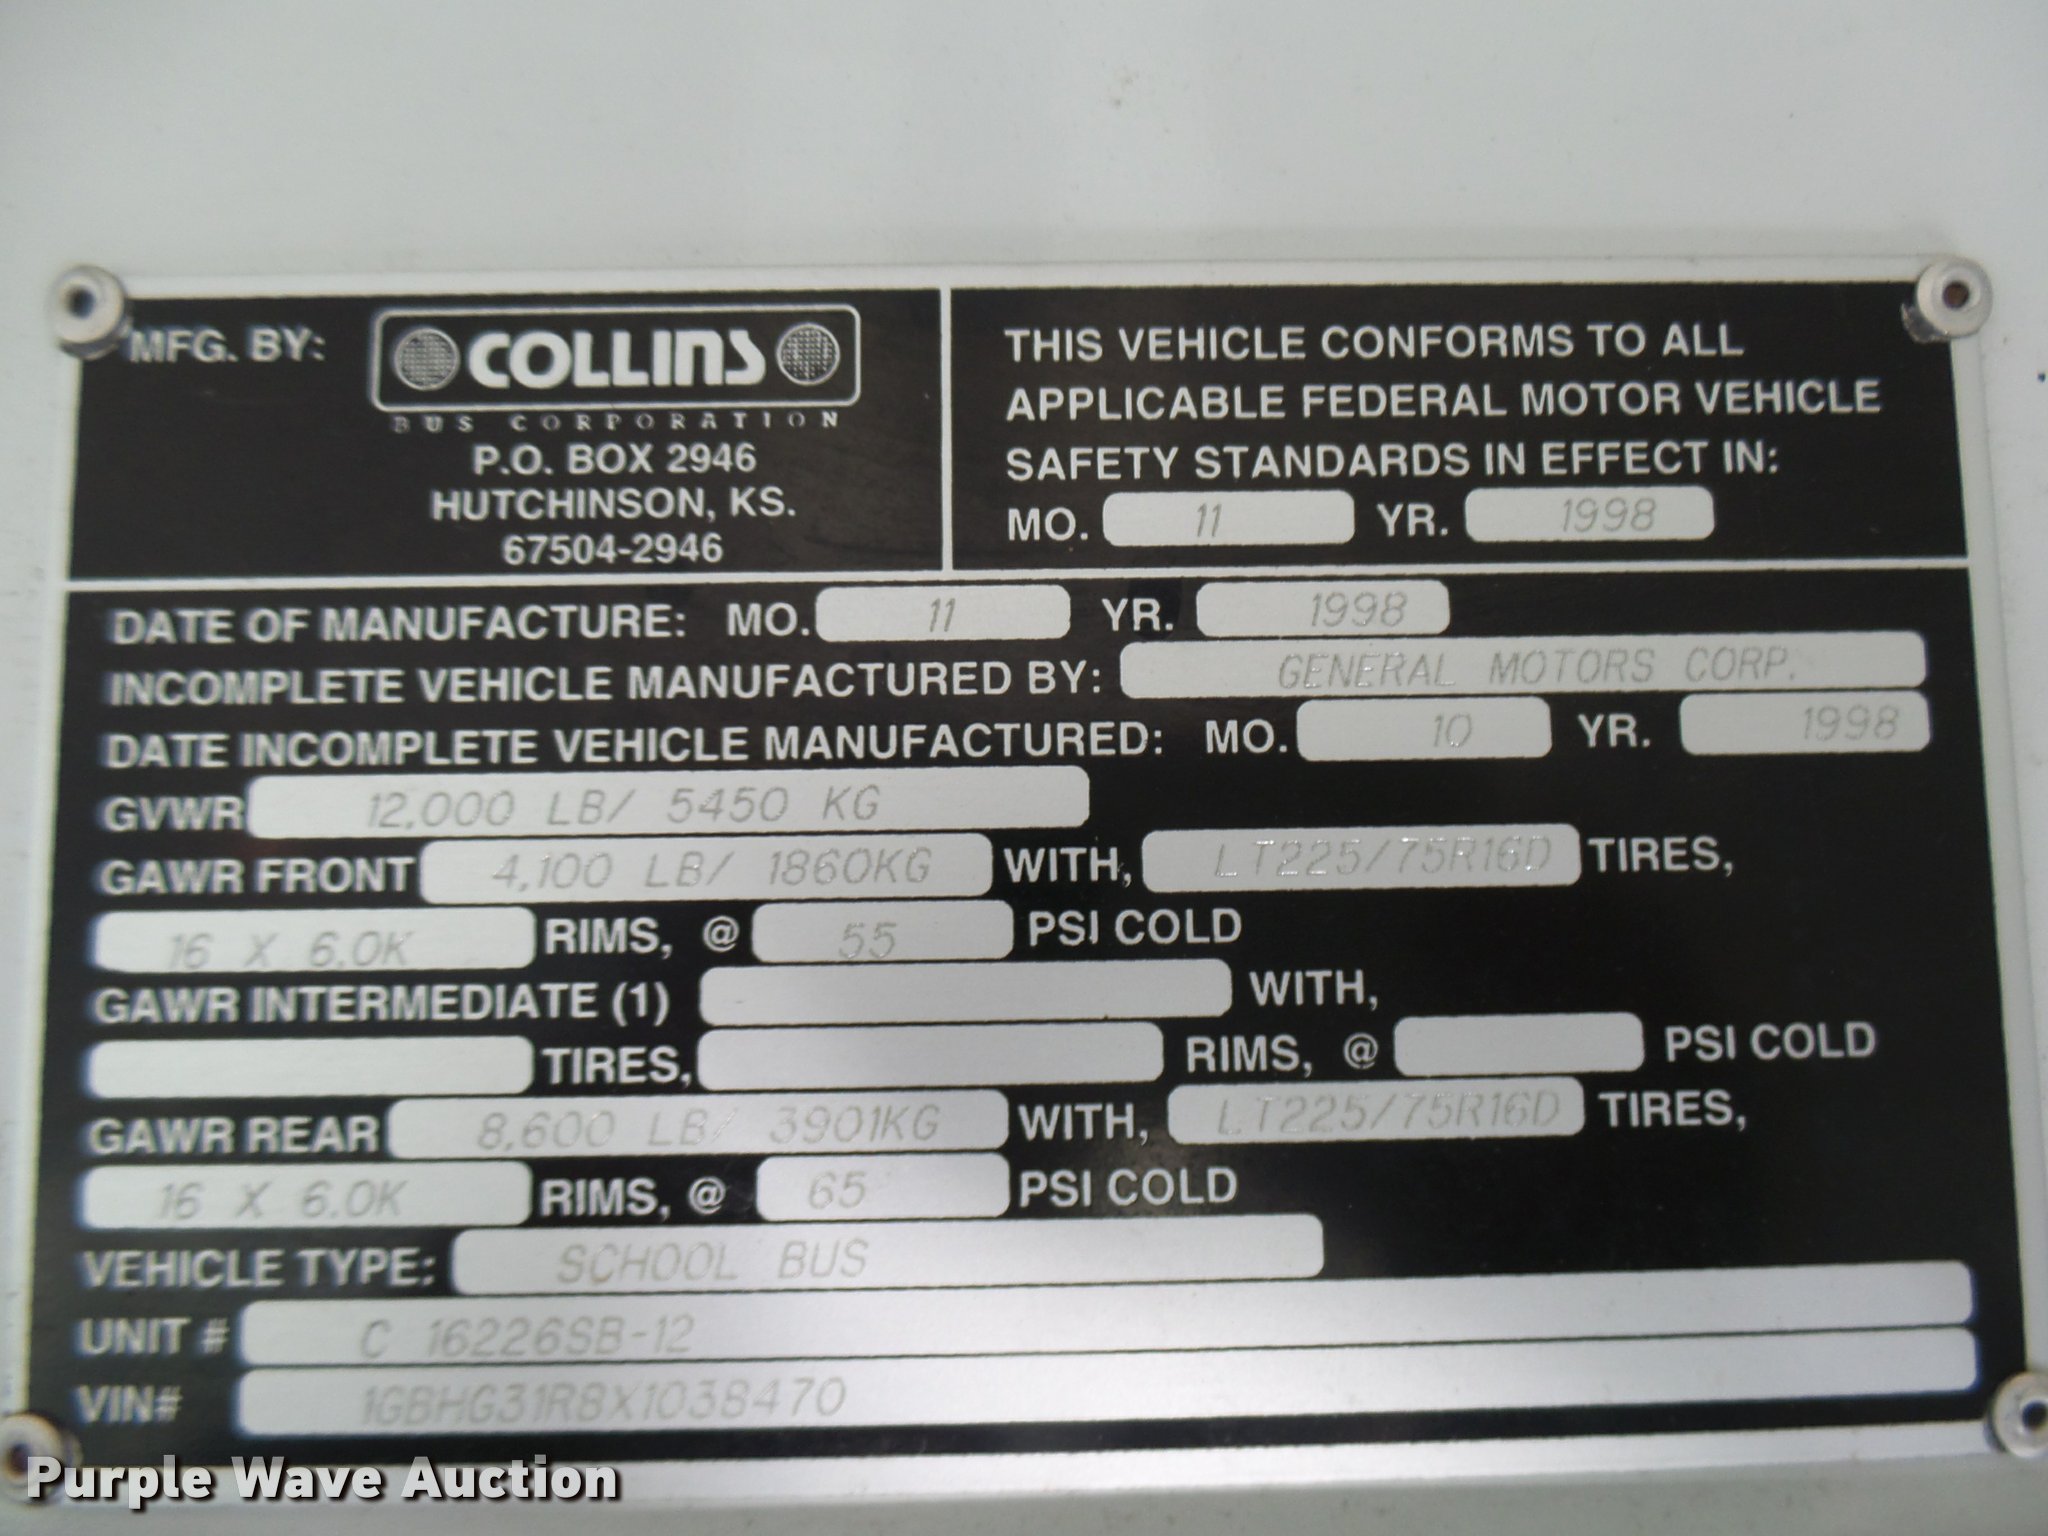 MFG. BY: COLLINS
BUS CORPORATION
P.O. BOX 2946
HUTCHINSON, KS.
67504-2946
THIS VEHICLE CONFORMS TO ALL
APPLICABLE FEDERAL MOTOR VEHICLE
SAFETY STANDARDS IN EFFECT IN:
MO. 11 YR. 1998
DATE OF MANUFACTURE: MO. 11 YR. 1998
INCOMPLETE VEHICLE MANUFACTURED BY: GENERAL MOTORS CORP.
DATE INCOMPLETE VEHICLE MANUFACTURED: MO. 10 YR. 1998
GVWR 12,000 LB/ 5450 KG
GAWR FRONT 4,100 LB/ 1860KG WITH, LT225/75R16D TIRES,
16 X 6.0K RIMS, @ 55 PSI COLD
GAWR INTERMEDIATE (1) WITH,
TIRES, RIMS, @ PSI COLD
GAWR REAR 8,600 LB/ 3901KG WITH, LT225/75R16D TIRES,
16 X 6.0K RIMS, @ 65 PSI COLD
VEHICLE TYPE: SCHOOL BUS
UNIT # C 16226SB-12
VIN# 1GBHG31R8X1038470
Purple Wave Auction